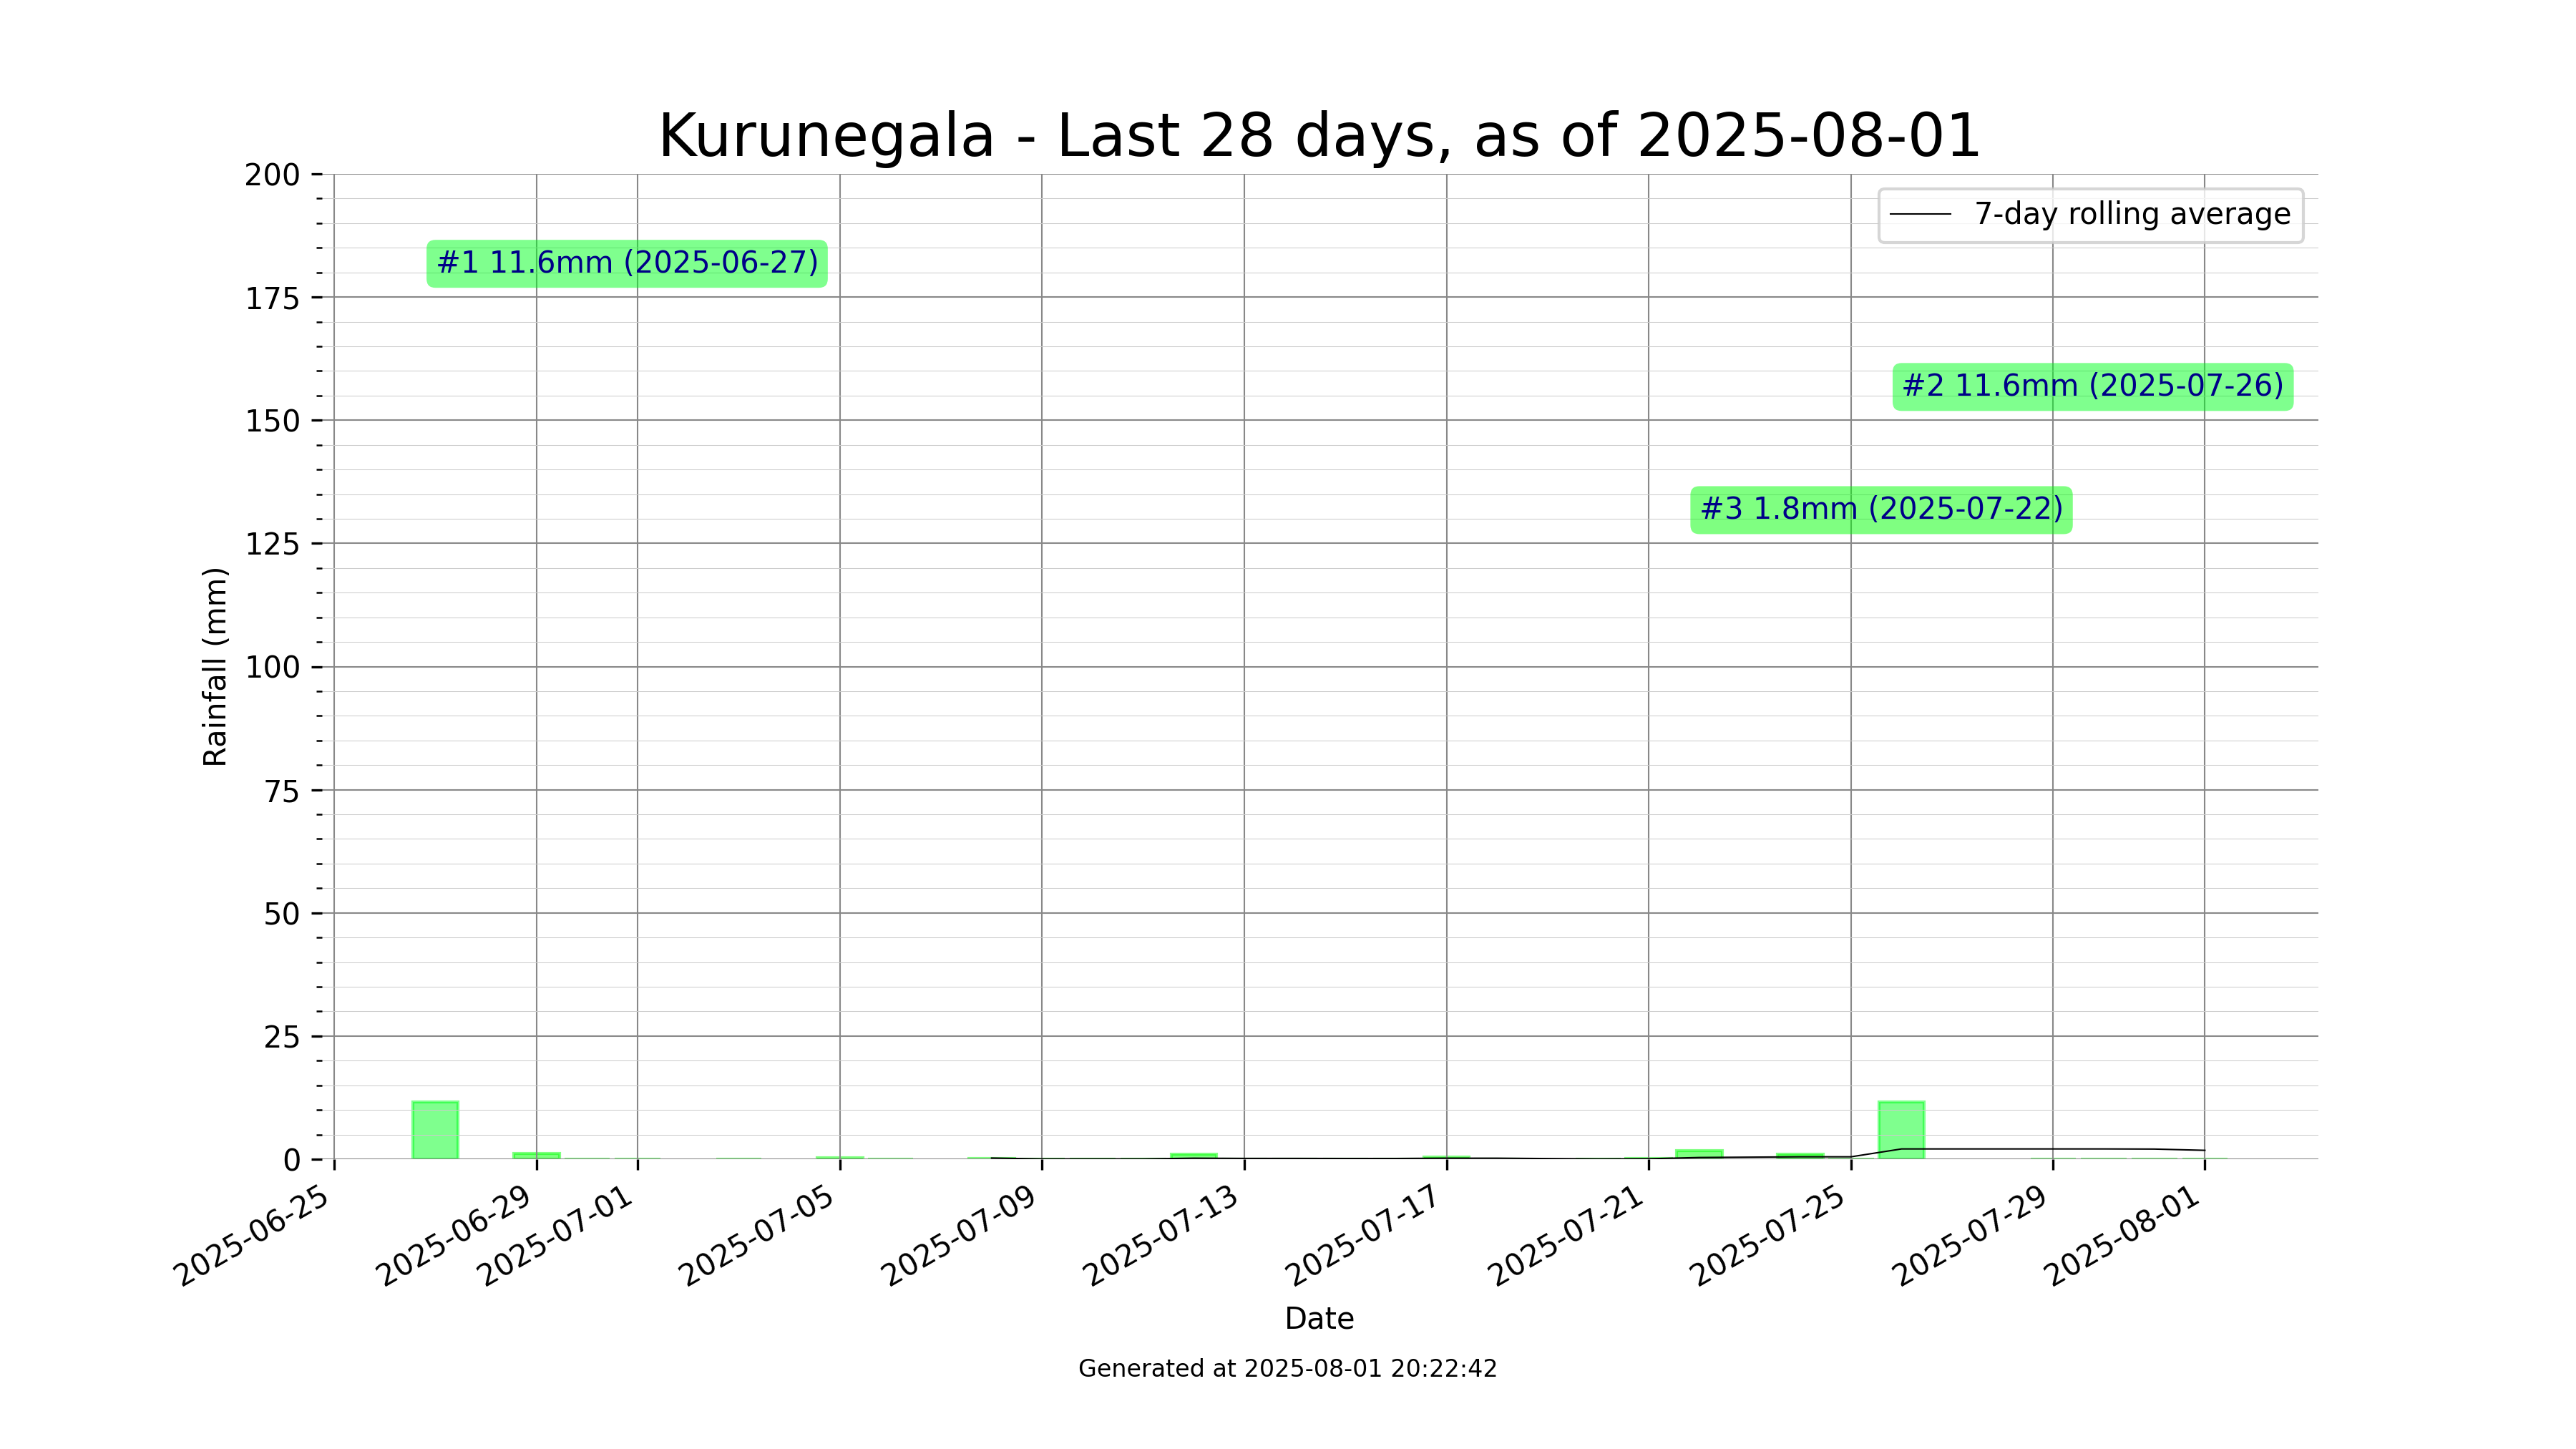 Kurunegala - Last 28 days, as of 2025-08-01
200
175
150
125
100
75
50
25
0
Rainfall (mm)
7-day rolling average
#1 11.6mm (2025-06-27)
#2 11.6mm (2025-07-26)
#3 1.8mm (2025-07-22)
2025-06-25
2025-06-29
2025-07-01
2025-07-05
2025-07-09
2025-07-13
2025-07-17
2025-07-21
2025-07-25
2025-07-29
2025-08-01
Date
Generated at 2025-08-01 20:22:42